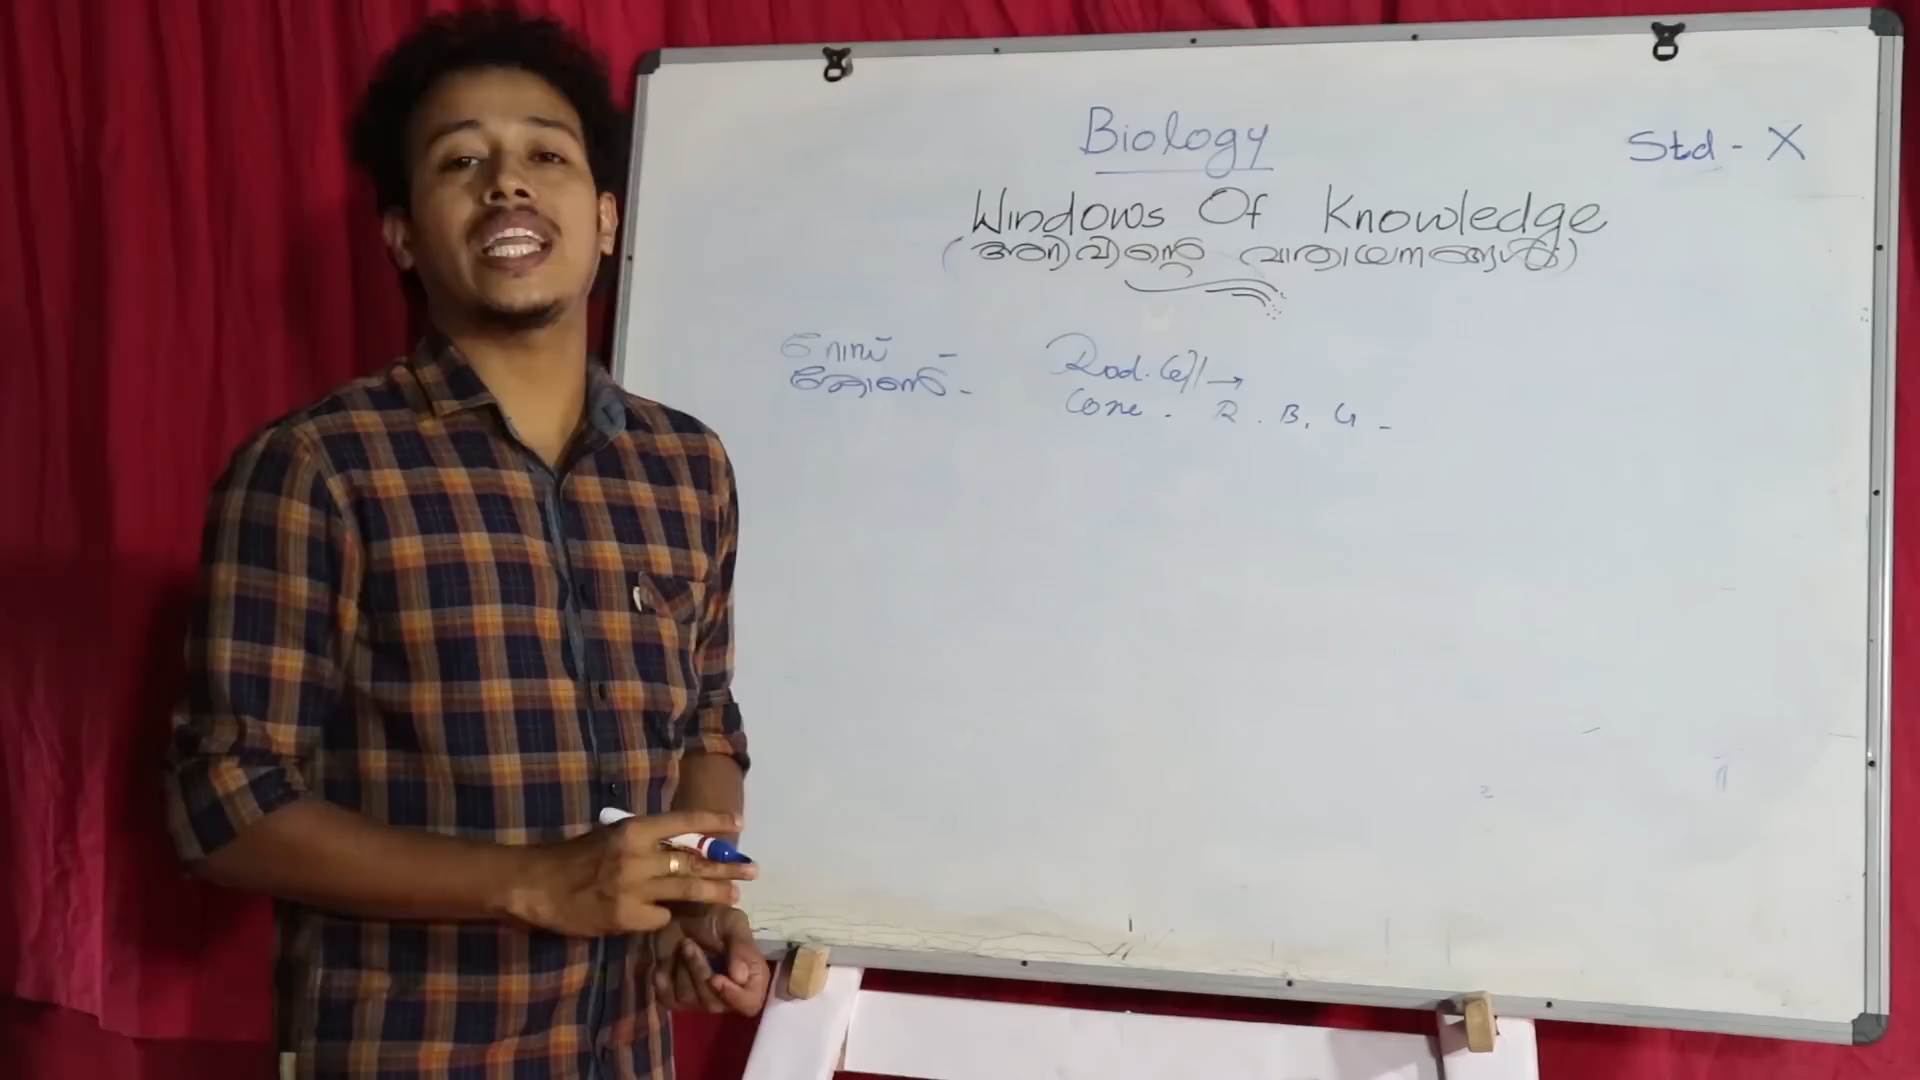 Biology
Std - X
Windows Of Knowledge
(അറിവിന്റെ വാതായനങ്ങൾ)
റോഡ് - Rod. Cell →
കോൺ - Cone . R . B . G -